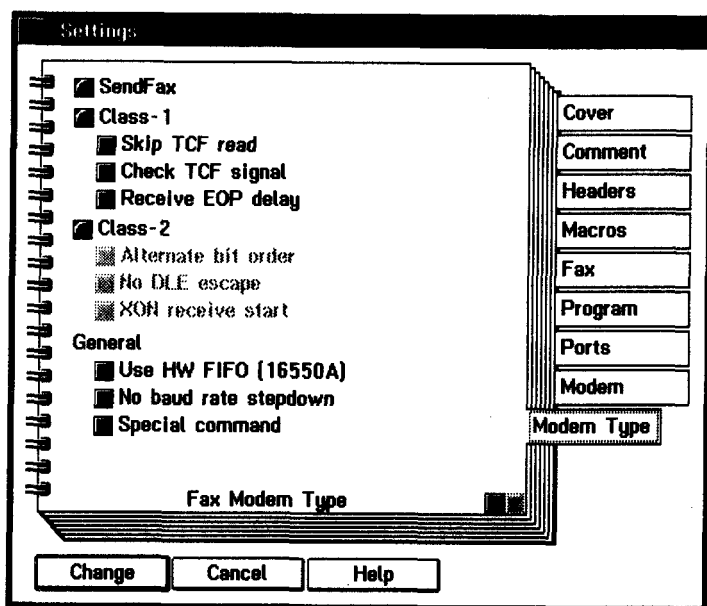 Settings
SendFax
Class-1
Skip TCF read
Check TCF signal
Receive EOP delay
Class-2
Alternate bit order
No DLE escape
XON receive start
General
Use HW FIFO (16550A)
No baud rate stepdown
Special command
Fax Modem Type
Cover
Comment
Headers
Macros
Fax
Program
Ports
Modem
Modem Type
Change
Cancel
Help